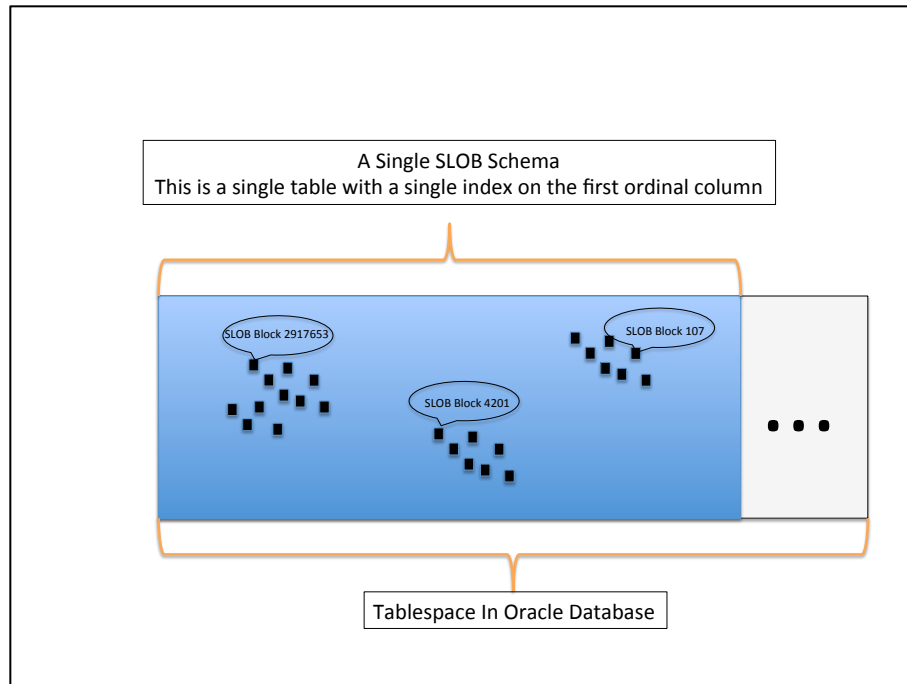 A Single SLOB Schema
This is a single table with a single index on the first ordinal column
SLOB Block 2917653
SLOB Block 107
SLOB Block 4201
...
Tablespace In Oracle Database